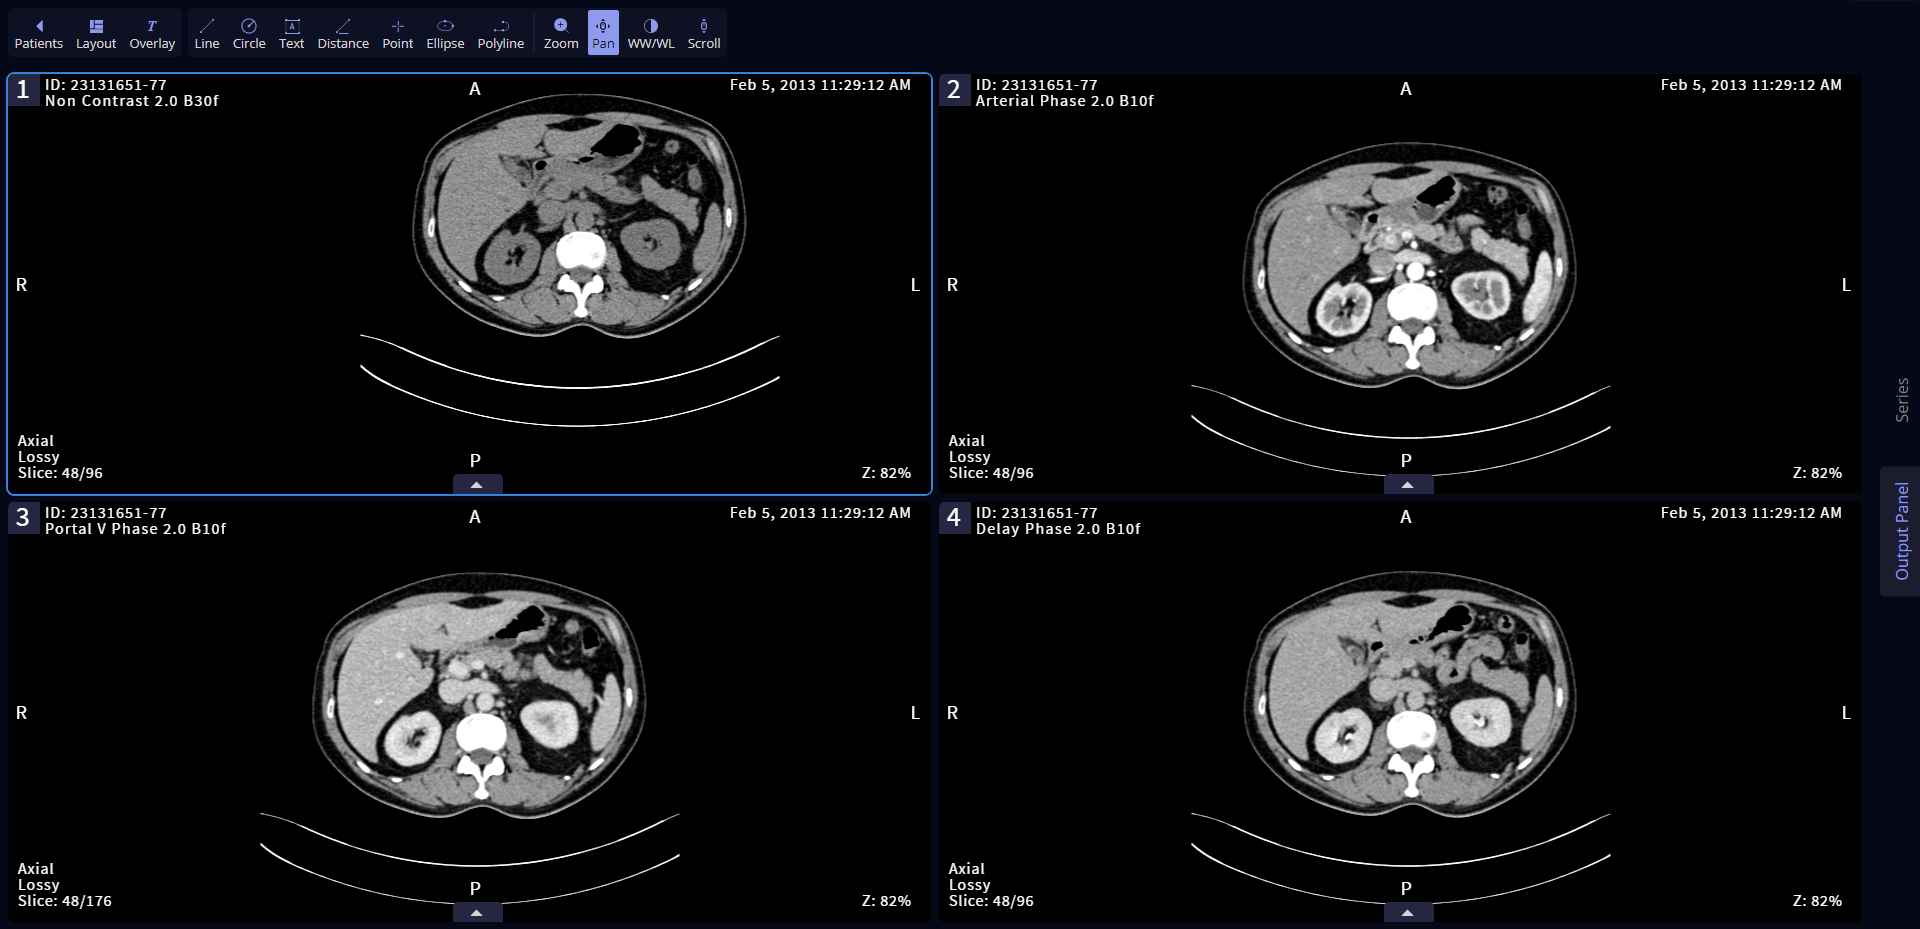 Patients Layout Overlay Line Circle Text Distance Point Ellipse Polyline Zoom Pan WW/WL Scroll
1
ID: 23131651-77
Non Contrast 2.0 B30f
A
Feb 5, 2013 11:29:12 AM
R
L
Axial
Lossy
Slice: 48/96
P
Z: 82%
2
ID: 23131651-77
Arterial Phase 2.0 B10f
A
Feb 5, 2013 11:29:12 AM
R
L
Axial
Lossy
Slice: 48/96
P
Z: 82%
3
ID: 23131651-77
Portal V Phase 2.0 B10f
A
Feb 5, 2013 11:29:12 AM
R
L
Axial
Lossy
Slice: 48/176
P
Z: 82%
4
ID: 23131651-77
Delay Phase 2.0 B10f
A
Feb 5, 2013 11:29:12 AM
R
L
Axial
Lossy
Slice: 48/96
P
Z: 82%
Series
Output Panel